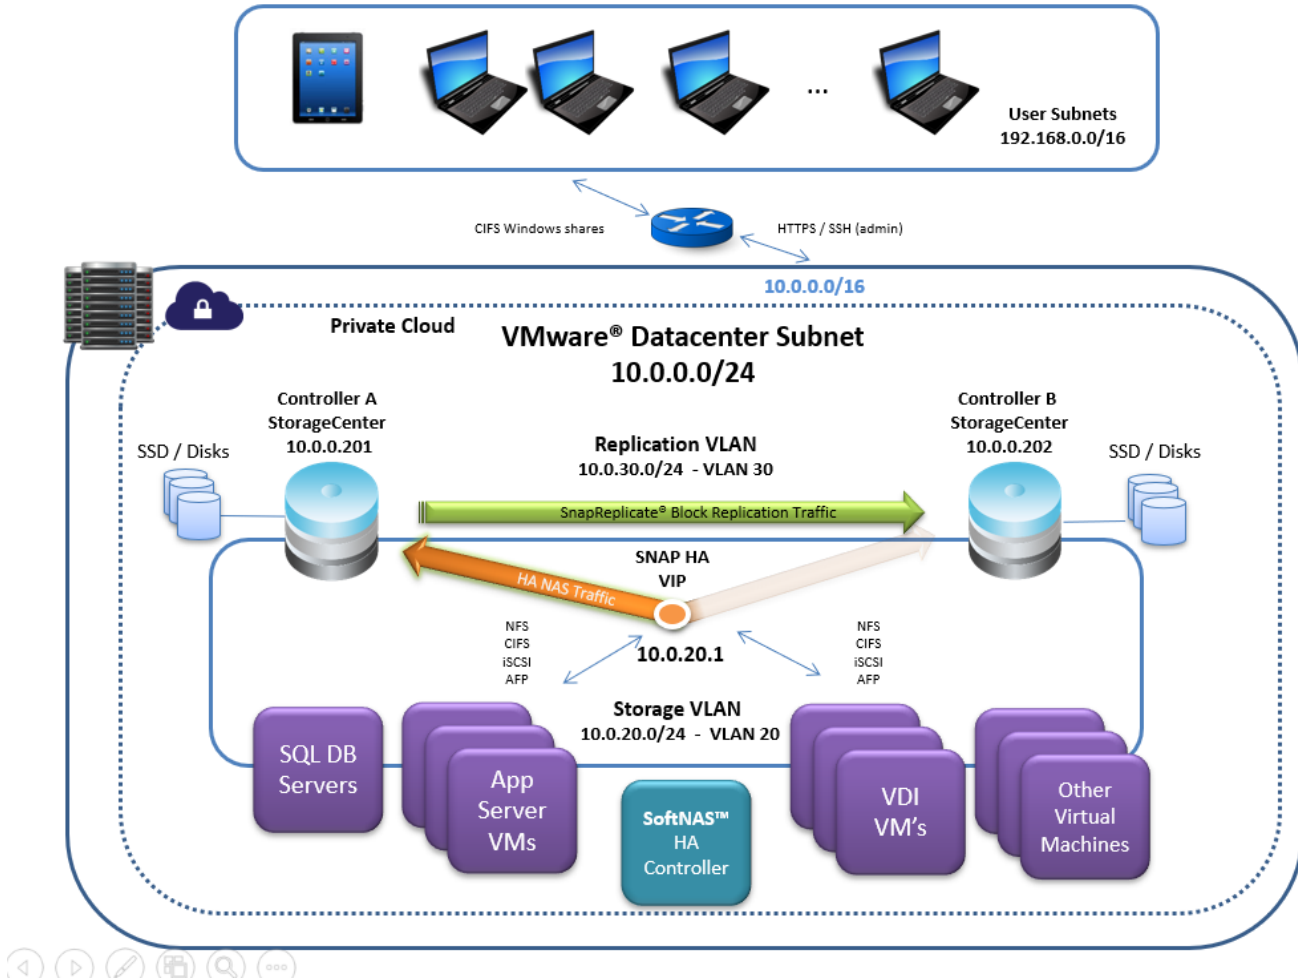 ...
User Subnets
192.168.0.0/16
CIFS Windows shares
HTTPS / SSH (admin)
10.0.0.0/16
Private Cloud
VMware® Datacenter Subnet
10.0.0.0/24
Controller A
StorageCenter
10.0.0.201
Controller B
StorageCenter
10.0.0.202
SSD / Disks
Replication VLAN
10.0.30.0/24 - VLAN 30
SSD / Disks
SnapReplicate® Block Replication Traffic
SNAP HA
VIP
HA NAS Traffic
NFS
CIFS
iSCSI
AFP
10.0.20.1
NFS
CIFS
iSCSI
AFP
Storage VLAN
10.0.20.0/24 - VLAN 20
SQL DB
Servers
App
Server
VMs
SoftNAS™
HA
Controller
VDI
VM's
Other
Virtual
Machines